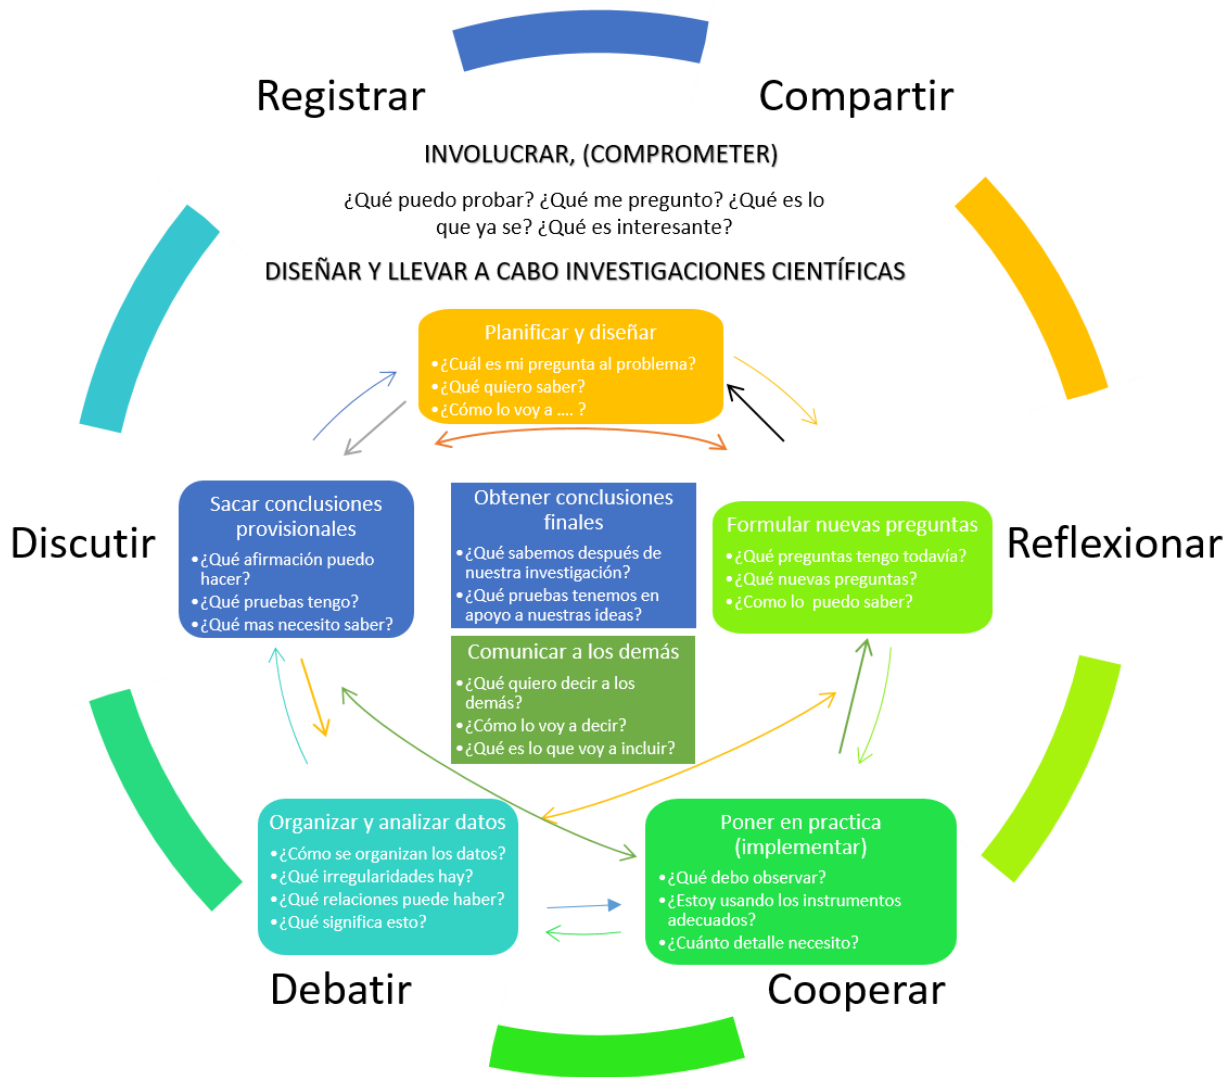 Registrar
Compartir
INVOLUCRAR, (COMPROMETER)
¿Qué puedo probar? ¿Qué me pregunto? ¿Qué es lo
que ya se? ¿Qué es interesante?
DISEÑAR Y LLEVAR A CABO INVESTIGACIONES CIENTÍFICAS
Planificar y diseñar
•¿Cuál es mi pregunta al problema?
•¿Qué quiero saber?
•¿Cómo lo voy a .... ?
Discutir
Sacar conclusiones
provisionales
•¿Qué afirmación puedo
hacer?
•¿Qué pruebas tengo?
•¿Qué mas necesito saber?
Obtener conclusiones
finales
•¿Qué sabemos después de
nuestra investigación?
•¿Qué pruebas tenemos en
apoyo a nuestras ideas?
Formular nuevas preguntas
•¿Qué preguntas tengo todavía?
•¿Qué nuevas preguntas?
•¿Como lo  puedo saber?
Reflexionar
Comunicar a los demás
•¿Qué quiero decir a los
demás?
•¿Cómo lo voy a decir?
•¿Qué es lo que voy a incluir?
Organizar y analizar datos
•¿Cómo se organizan los datos?
•¿Qué irregularidades hay?
•¿Qué relaciones puede haber?
•¿Qué significa esto?
Poner en practica
(implementar)
•¿Qué debo observar?
•¿Estoy usando los instrumentos
adecuados?
•¿Cuánto detalle necesito?
Debatir
Cooperar